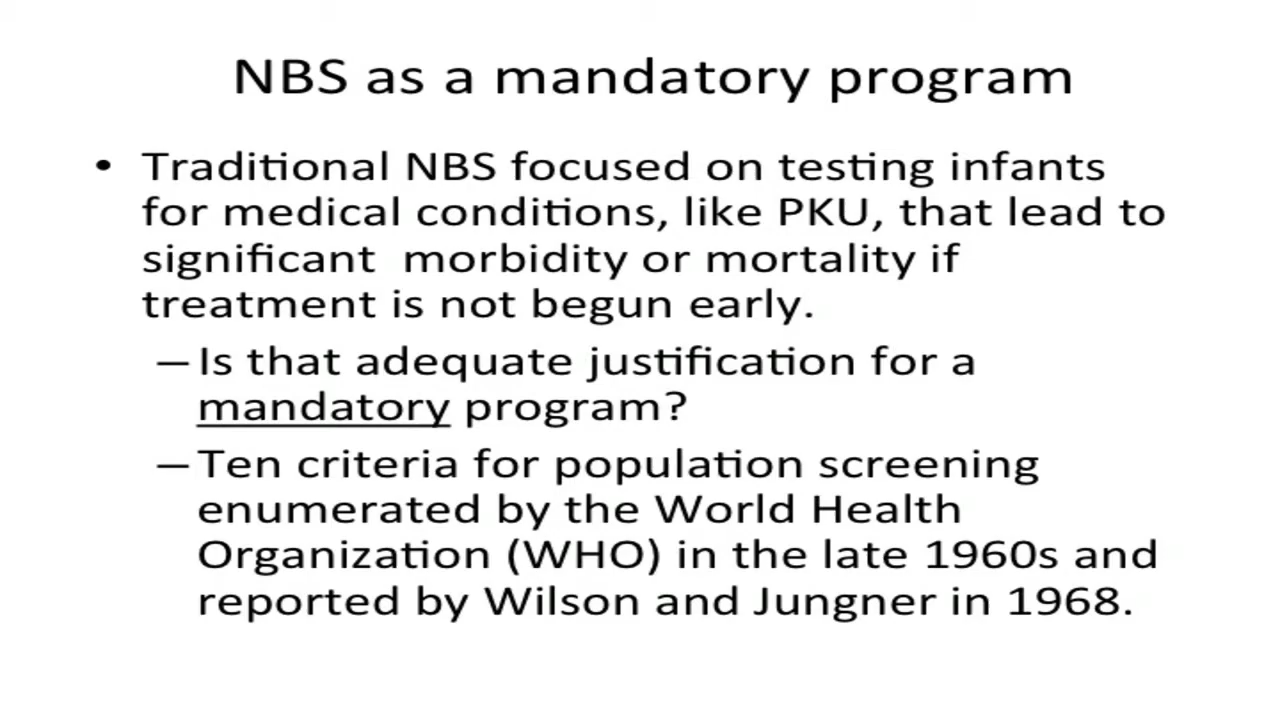 NBS as a mandatory program
• Traditional NBS focused on testing infants
for medical conditions, like PKU, that lead to
significant morbidity or mortality if
treatment is not begun early.
– Is that adequate justification for a
mandatory program?
– Ten criteria for population screening
enumerated by the World Health
Organization (WHO) in the late 1960s and
reported by Wilson and Jungner in 1968.